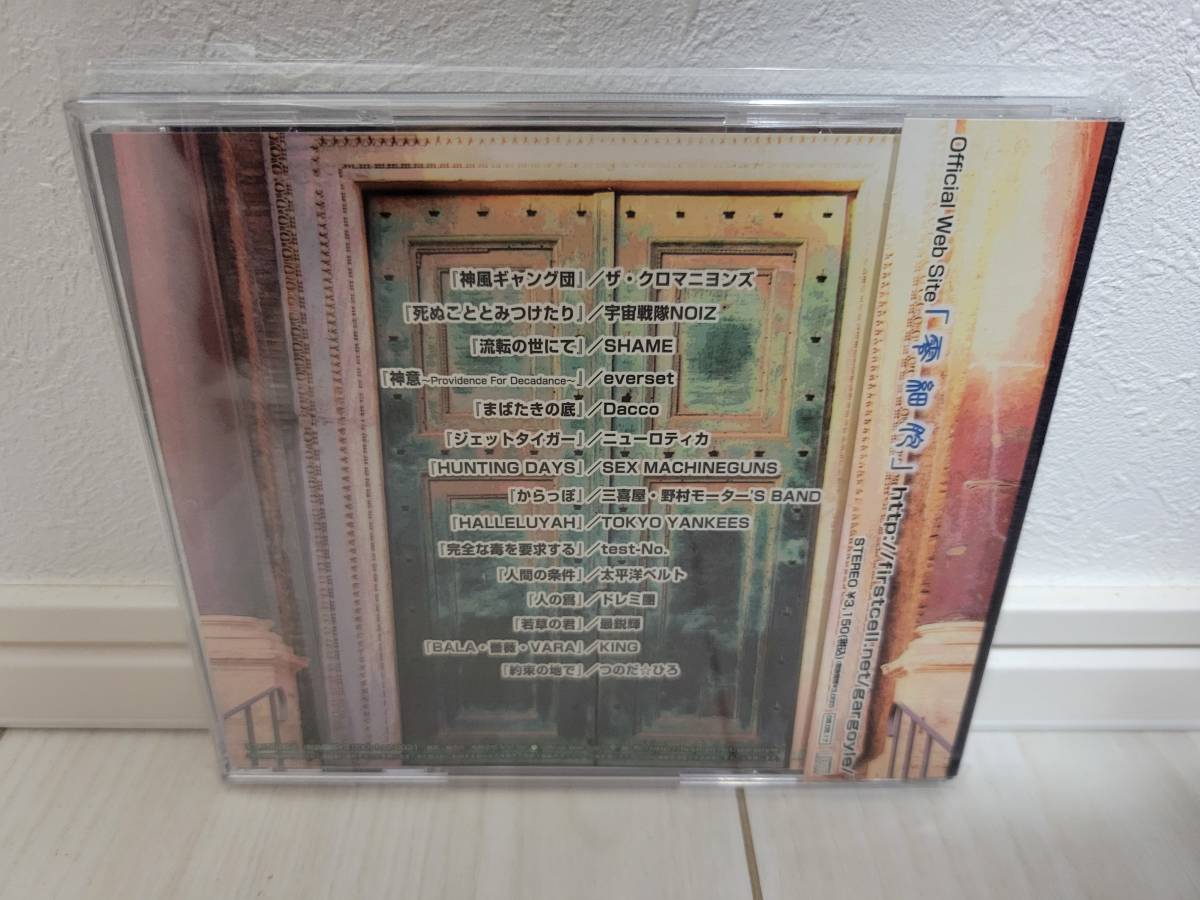 『神風ギャング団』／ザ・クロマニヨンズ
『死ぬこととみつけたり』／宇宙戦隊NOIZ
『流転の世にて』／SHAME
『神意～Providence For Decadance～』／everset
『まばたきの底』／Dacco
『ジェットタイガー』／ニューロティカ
『HUNTING DAYS』／SEX MACHINEGUNS
『からっぽ』／三喜屋・野村モーター'S BAND
『HALLELUYAH』／TOKYO YANKEES
『完全な毒を要求する』／test-No.
『人間の条件』／太平洋ベルト
『人の為』／ドレミ團
『若草の君』／最鋭輝
『BALA・薔薇・VARA』／KING
『約束の地で』／つのだ☆ひろ
Official Web Site「零細胞」http://firstcell.net/gargoyle/
STEREO ¥3,150(税込)